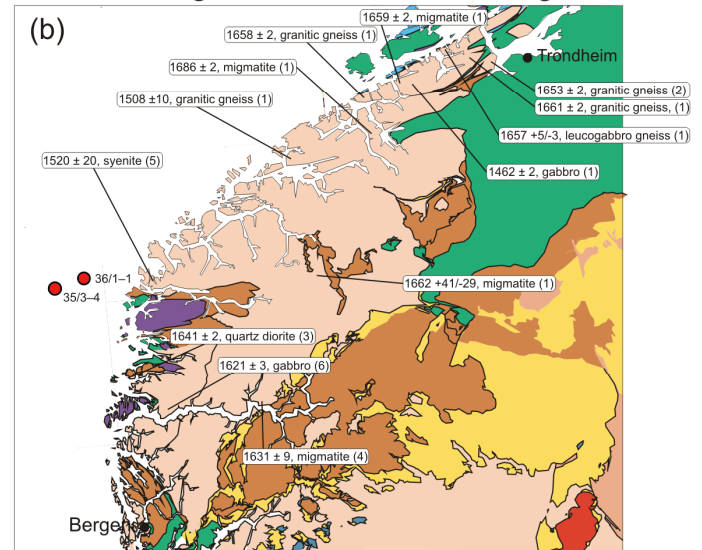 (b)
1659 ± 2, migmatite (1)
1658 ± 2, granitic gneiss (1)
Trondheim
1686 ± 2, migmatite (1)
1653 ± 2, granitic gneiss (2)
1508 ±10, granitic gneiss (1)
1661 ± 2, granitic gneiss, (1)
1657 +5/-3, leucogabbro gneiss (1)
1520 ± 20, syenite (5)
1462 ± 2, gabbro (1)
36/1–1
35/3–4
1662 +41/-29, migmatite (1)
1641 ± 2, quartz diorite (3)
1621 ± 3, gabbro (6)
1631 ± 9, migmatite (4)
Bergen